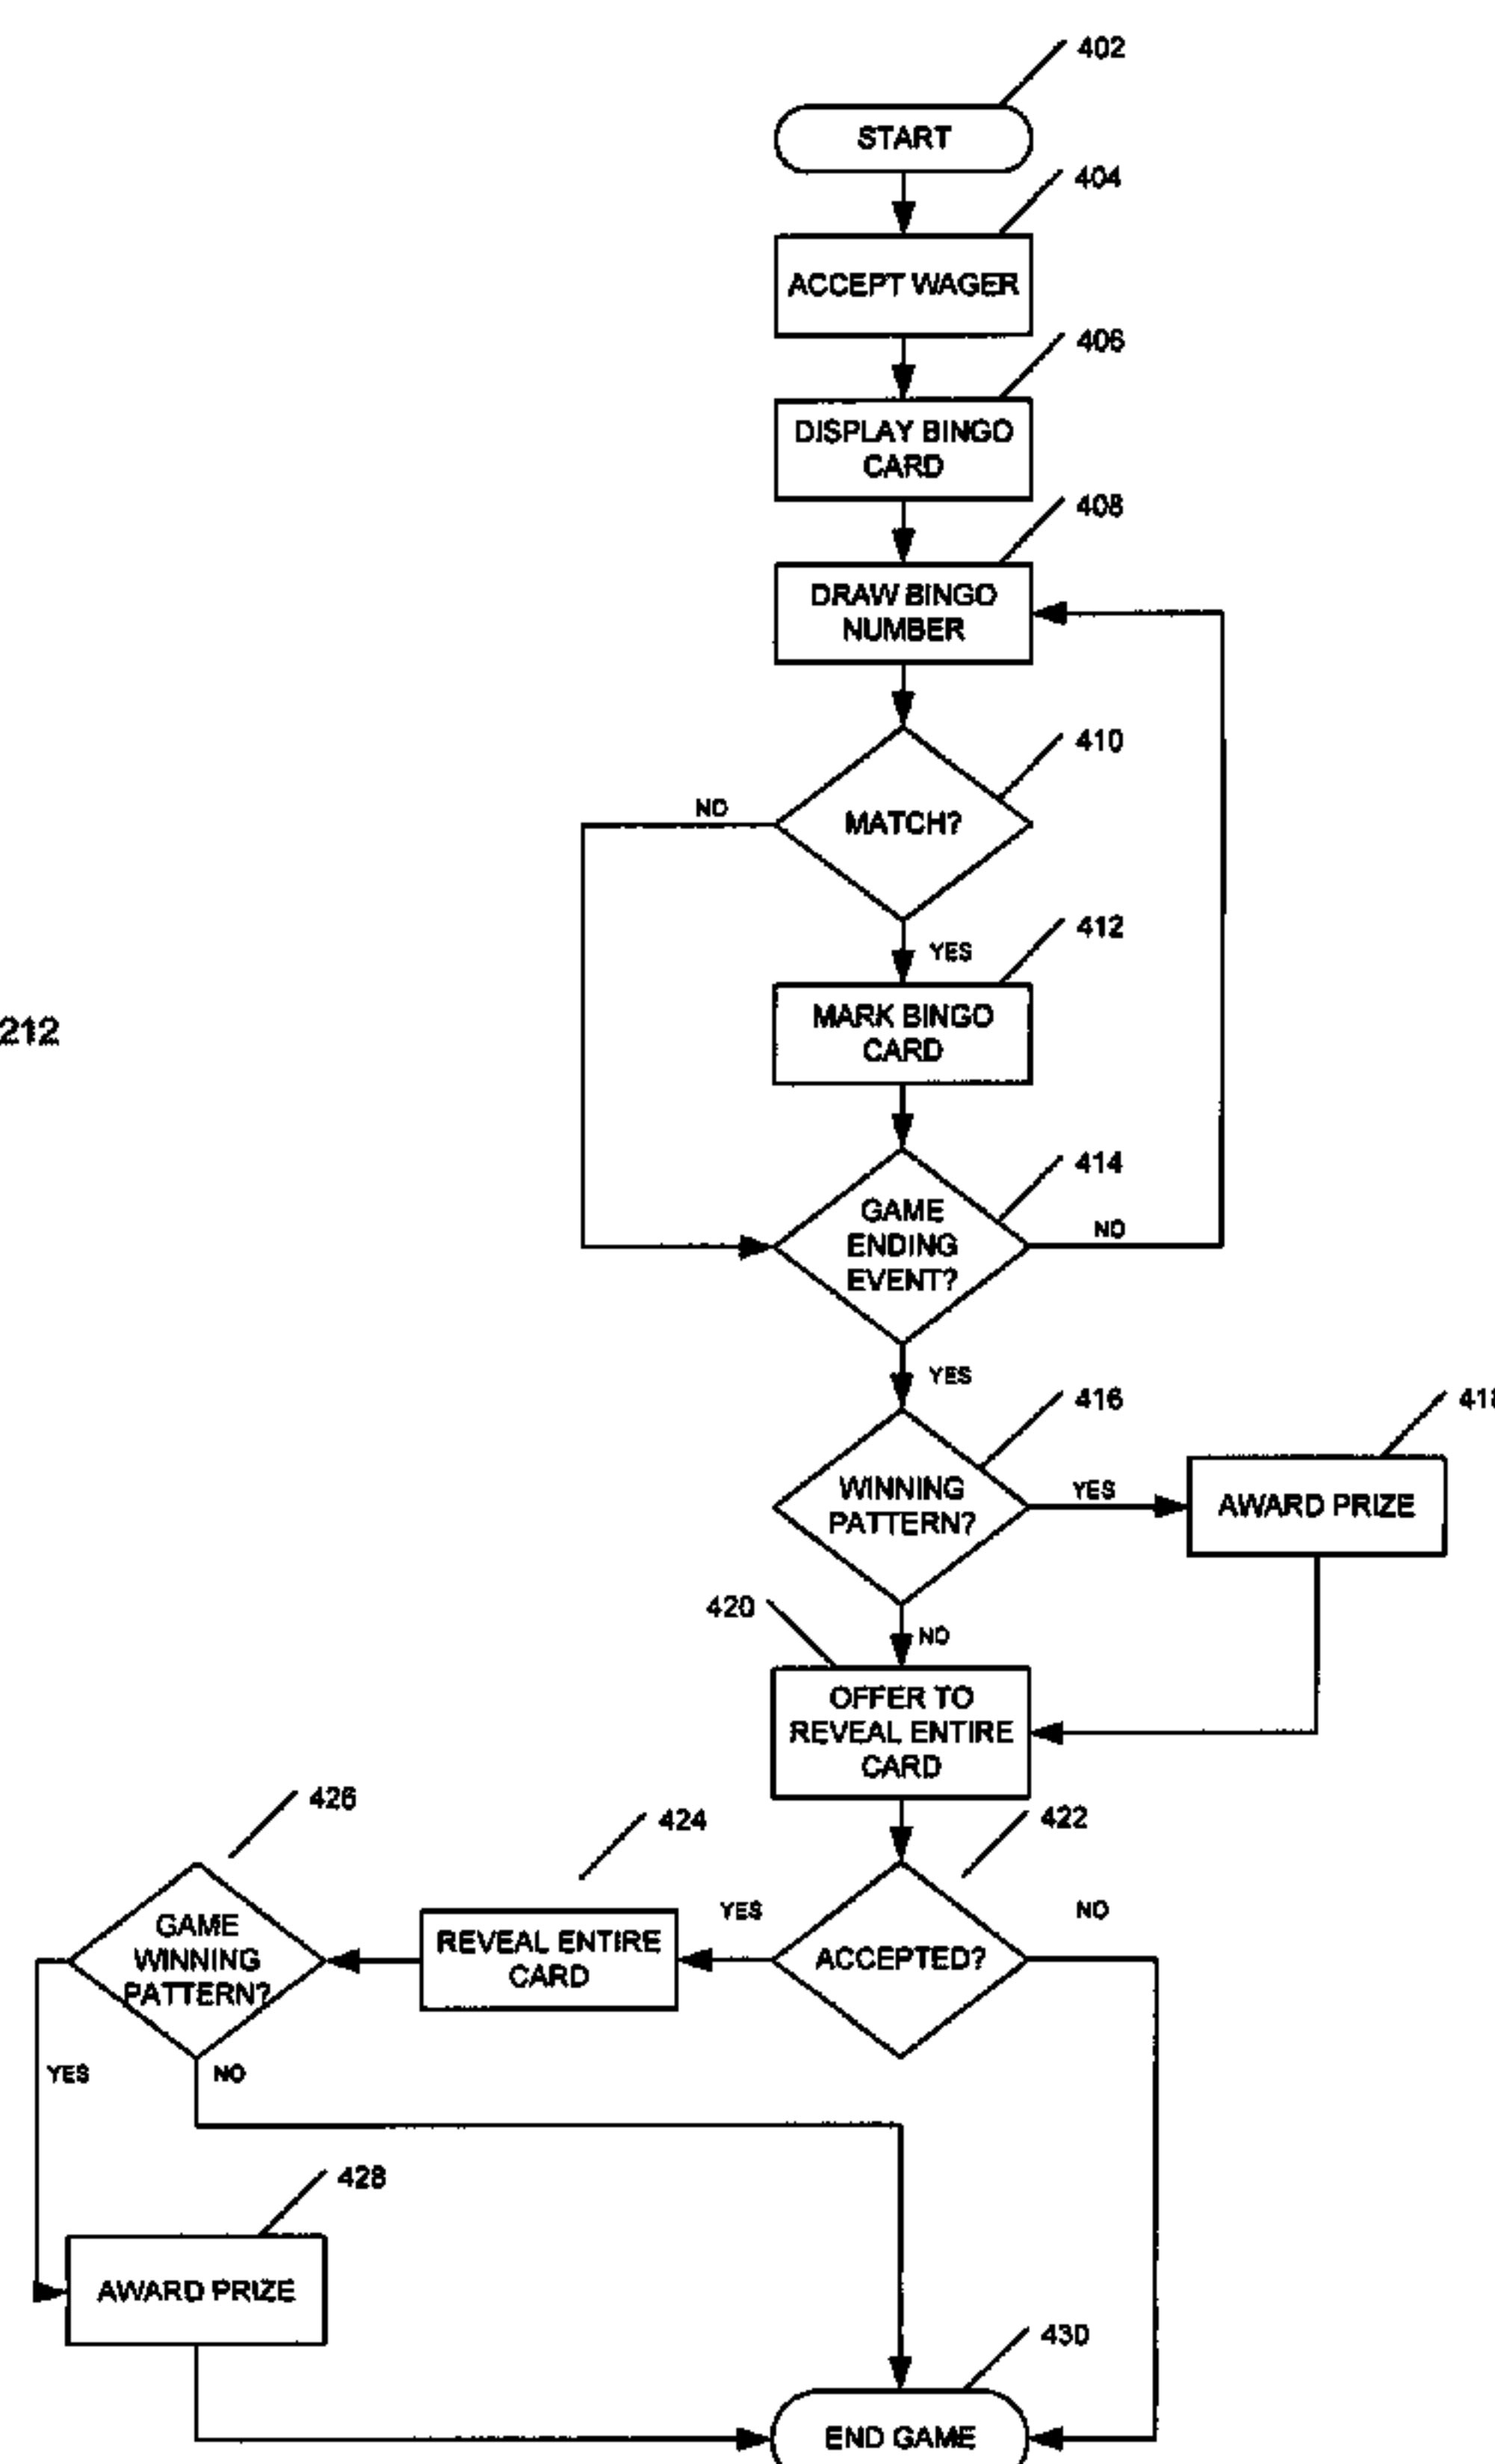 402
START
404
ACCEPT WAGER
406
DISPLAY BINGO
CARD
408
DRAW BINGO
NUMBER
410
NO
MATCH?
412
YES
MARK BINGO
CARD
212
414
GAME
ENDING
EVENT?
NO
YES
416
WINNING
PATTERN?
YES
AWARD PRIZE
420
NO
OFFER TO
REVEAL ENTIRE
CARD
426
424
422
GAME
WINNING
PATTERN?
REVEAL ENTIRE
CARD
YES
ACCEPTED?
NO
YES
NO
428
AWARD PRIZE
430
END GAME